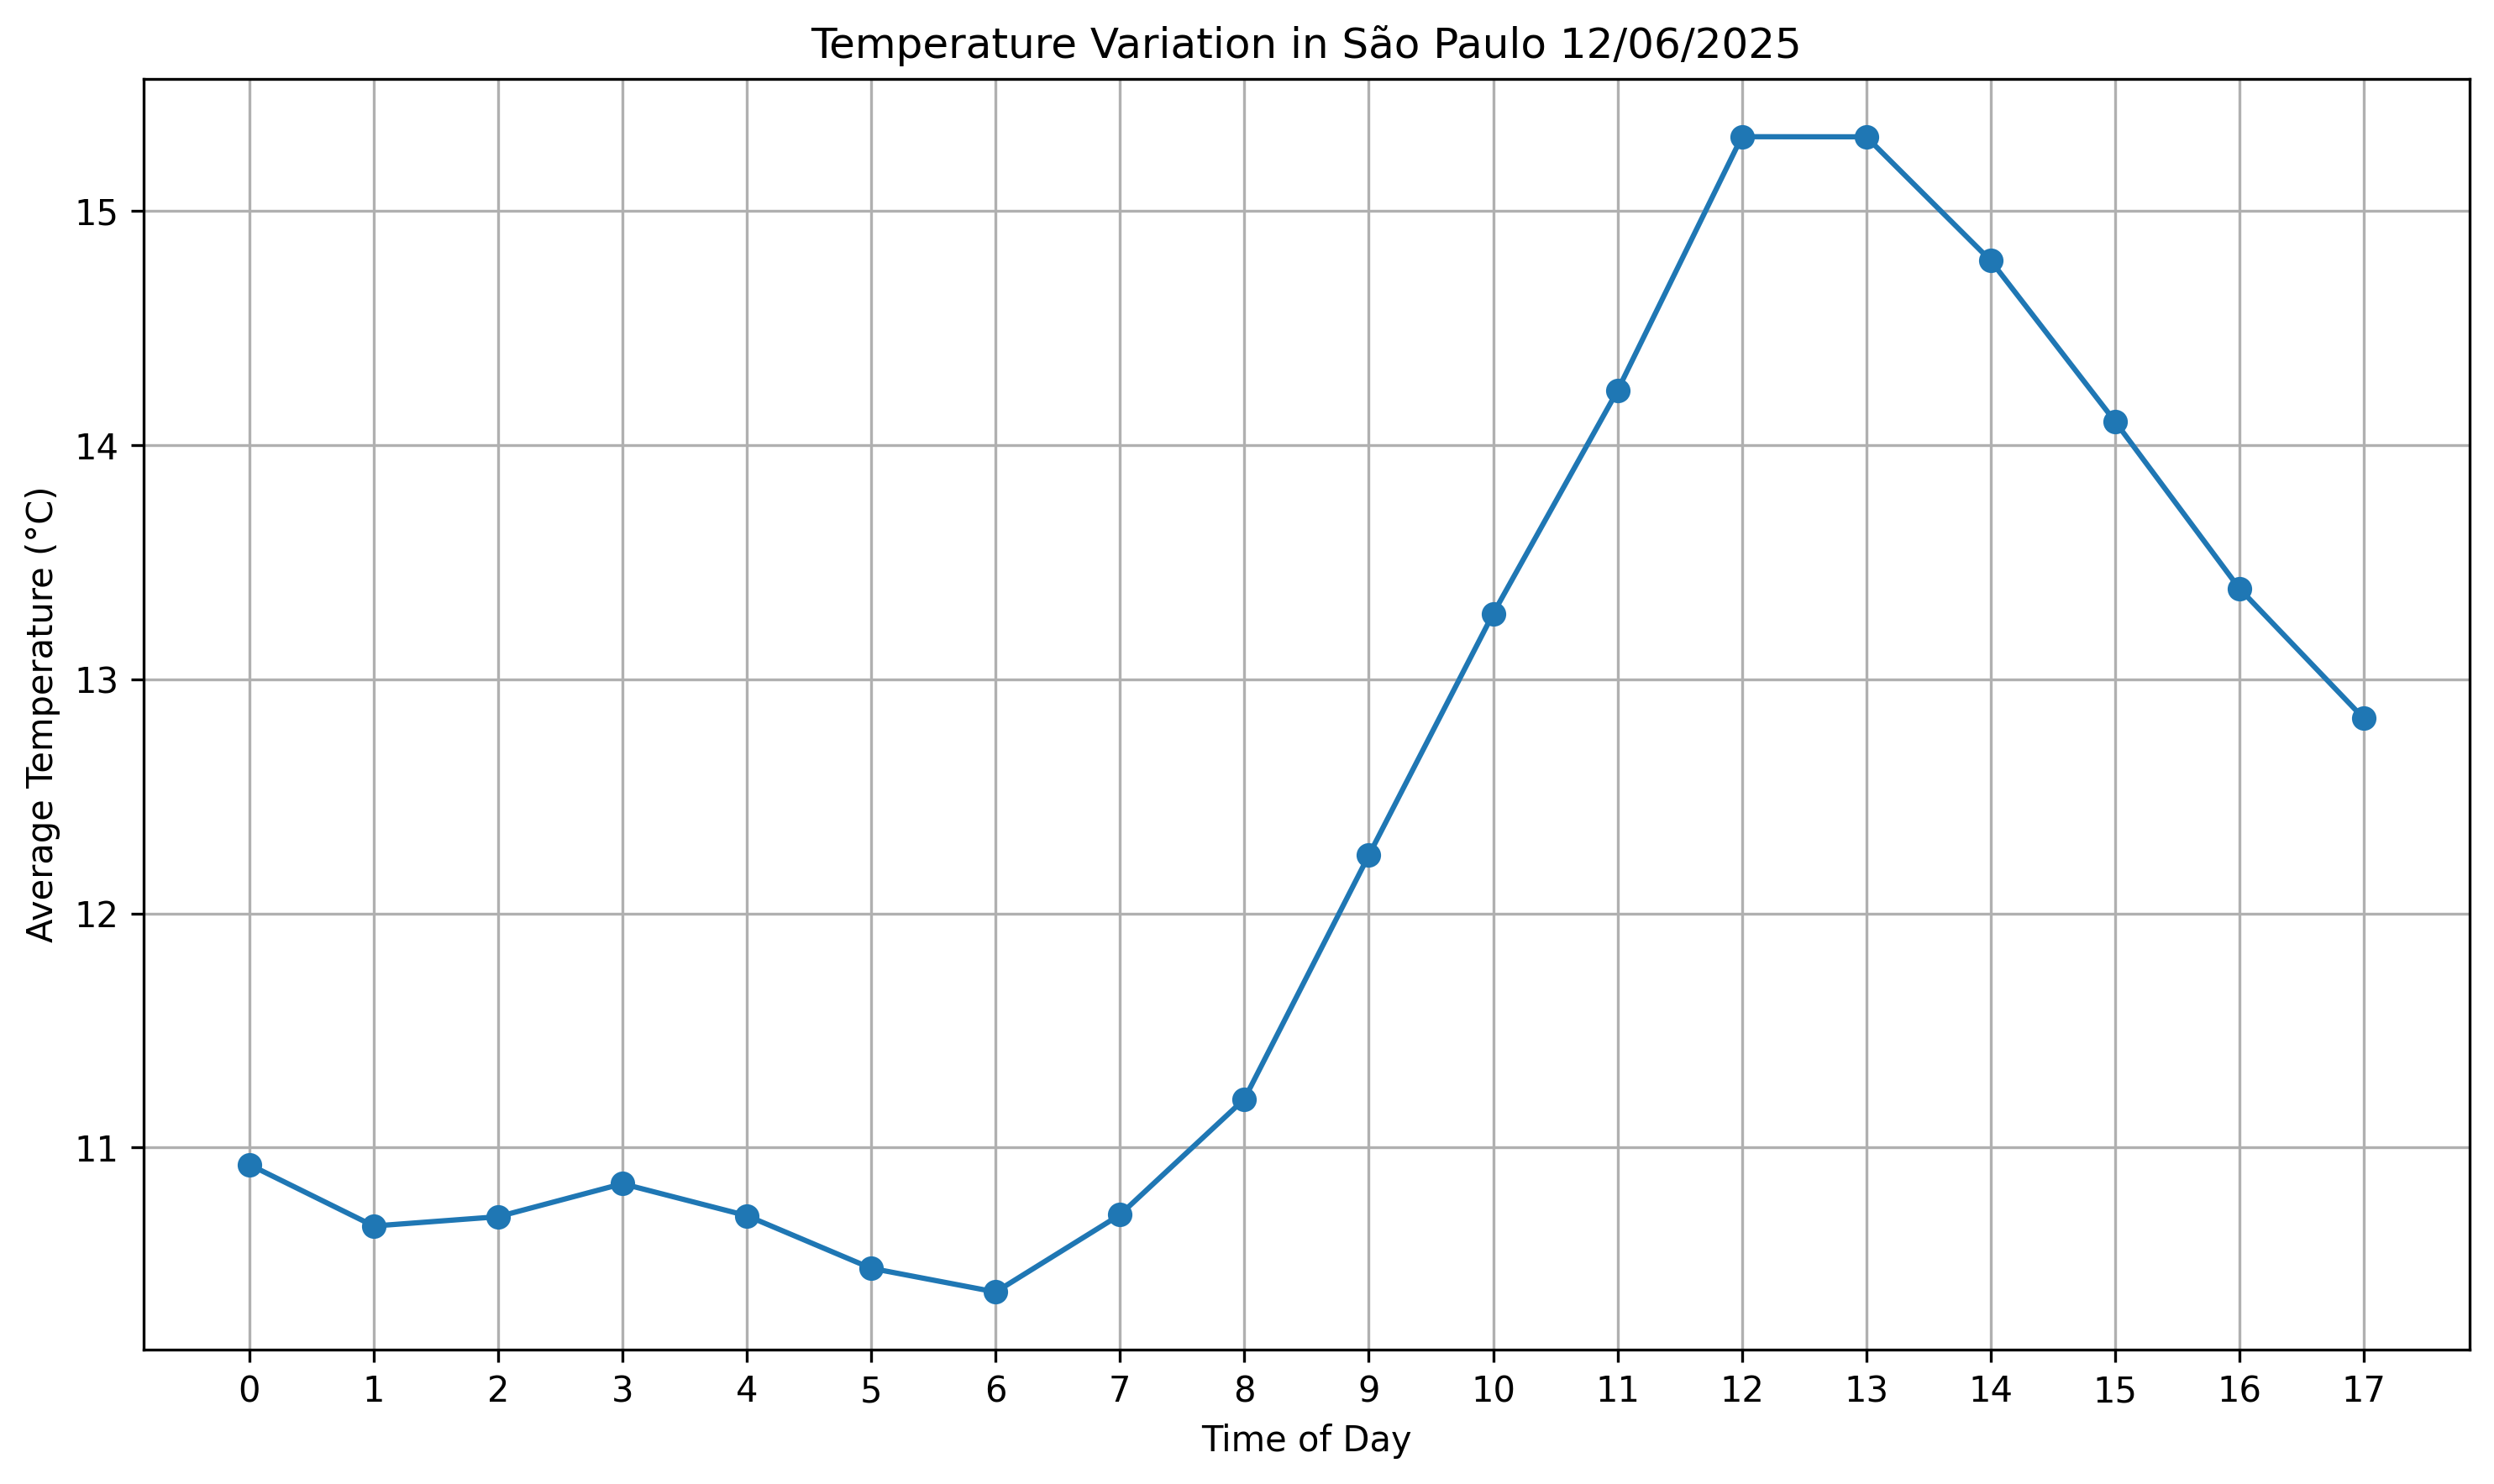 Temperature Variation in São Paulo 12/06/2025
Average Temperature (°C)
15
14
13
12
11
0 1 2 3 4 5 6 7 8 9 10 11 12 13 14 15 16 17
Time of Day